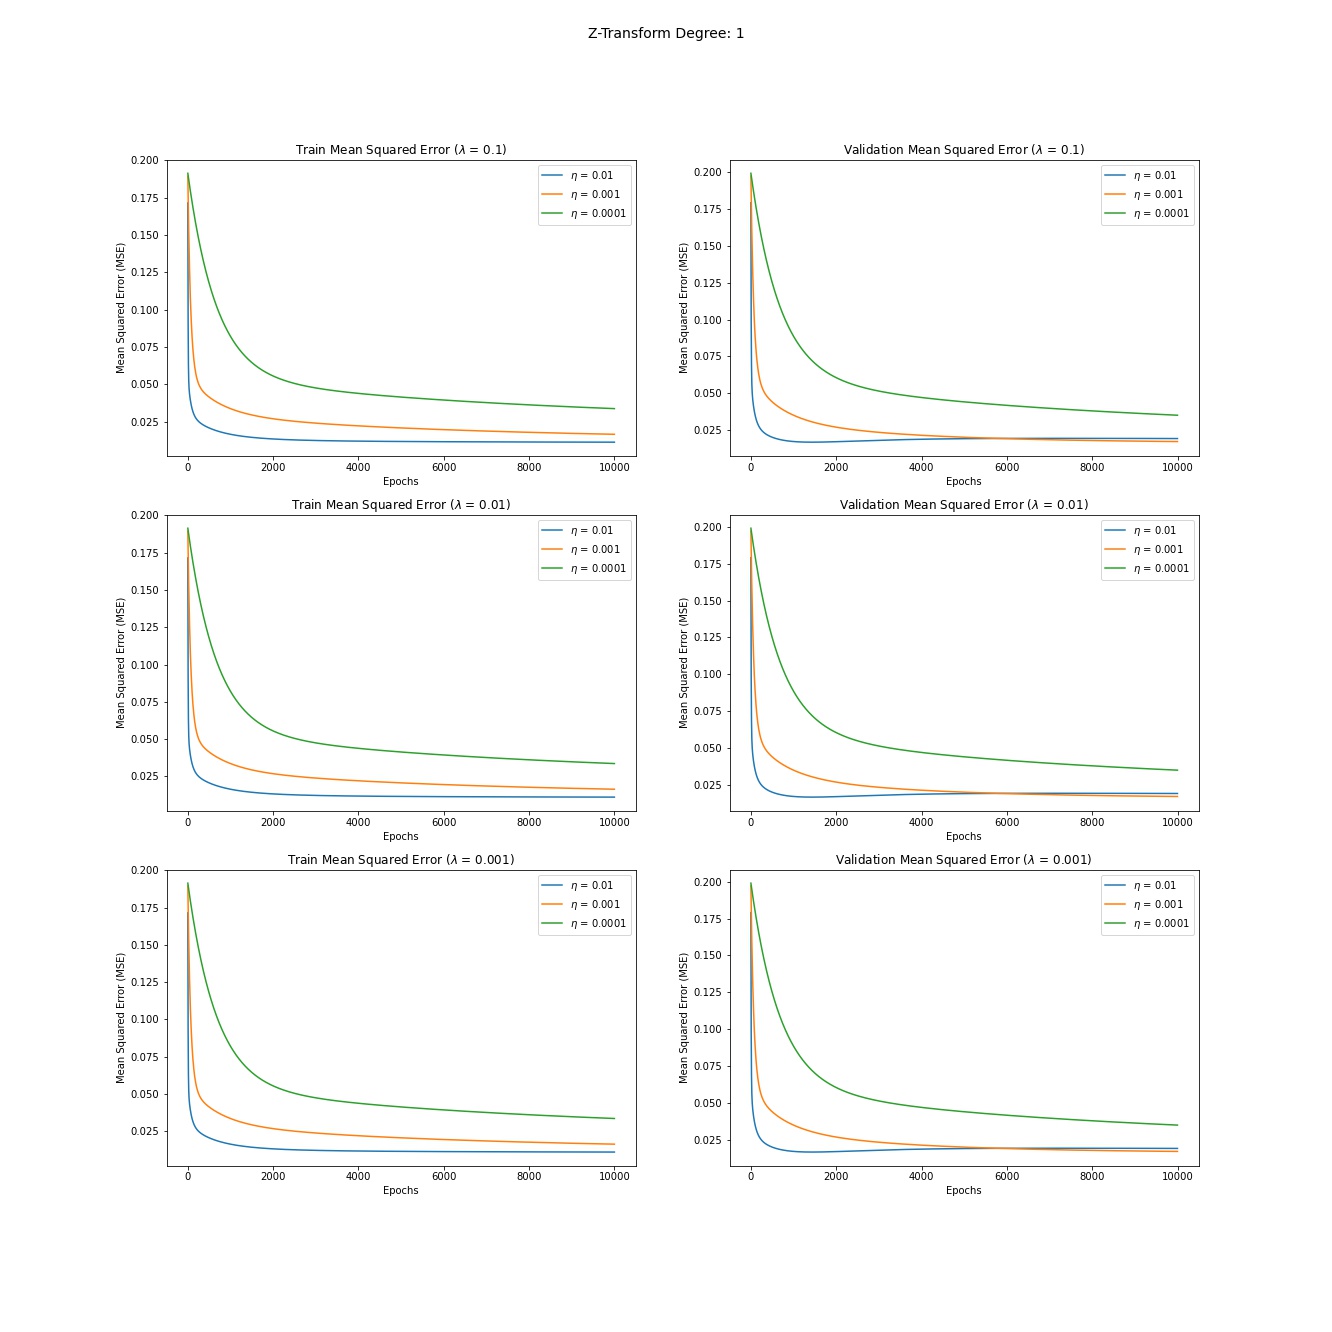 Z-Transform Degree: 1
Train Mean Squared Error (λ = 0.1)
Mean Squared Error (MSE)
0.200
0.175
0.150
0.125
0.100
0.075
0.050
0.025
η = 0.01
η = 0.001
η = 0.0001
0 2000 4000 6000 8000 10000
Epochs
Validation Mean Squared Error (λ = 0.1)
Mean Squared Error (MSE)
0.200
0.175
0.150
0.125
0.100
0.075
0.050
0.025
η = 0.01
η = 0.001
η = 0.0001
0 2000 4000 6000 8000 10000
Epochs
Train Mean Squared Error (λ = 0.01)
Mean Squared Error (MSE)
0.200
0.175
0.150
0.125
0.100
0.075
0.050
0.025
η = 0.01
η = 0.001
η = 0.0001
0 2000 4000 6000 8000 10000
Epochs
Validation Mean Squared Error (λ = 0.01)
Mean Squared Error (MSE)
0.200
0.175
0.150
0.125
0.100
0.075
0.050
0.025
η = 0.01
η = 0.001
η = 0.0001
0 2000 4000 6000 8000 10000
Epochs
Train Mean Squared Error (λ = 0.001)
Mean Squared Error (MSE)
0.200
0.175
0.150
0.125
0.100
0.075
0.050
0.025
η = 0.01
η = 0.001
η = 0.0001
0 2000 4000 6000 8000 10000
Epochs
Validation Mean Squared Error (λ = 0.001)
Mean Squared Error (MSE)
0.200
0.175
0.150
0.125
0.100
0.075
0.050
0.025
η = 0.01
η = 0.001
η = 0.0001
0 2000 4000 6000 8000 10000
Epochs